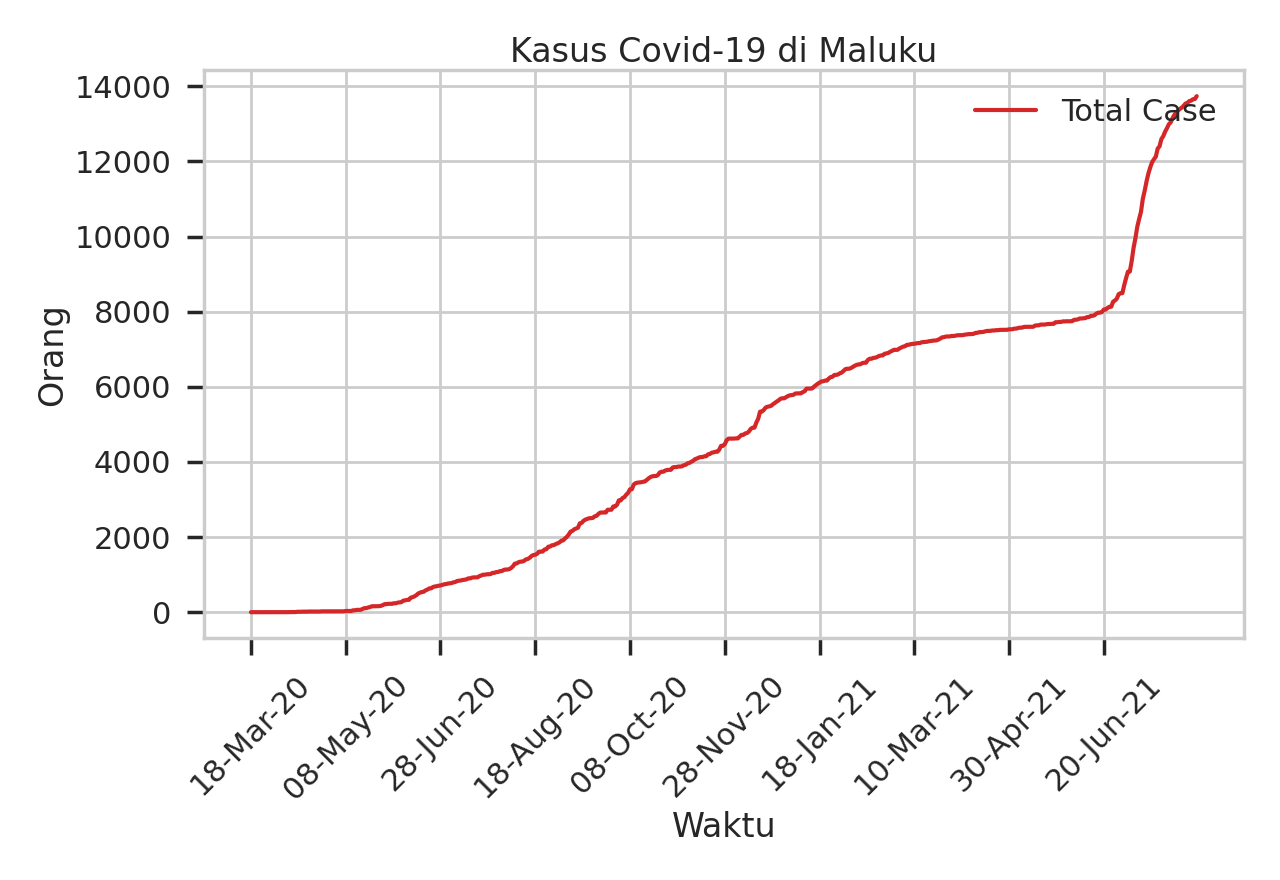 Kasus Covid-19 di Maluku
Total Case
14000
12000
10000
8000
6000
4000
2000
0
Orang
18-Mar-20
08-May-20
28-Jun-20
18-Aug-20
08-Oct-20
28-Nov-20
18-Jan-21
10-Mar-21
30-Apr-21
20-Jun-21
Waktu